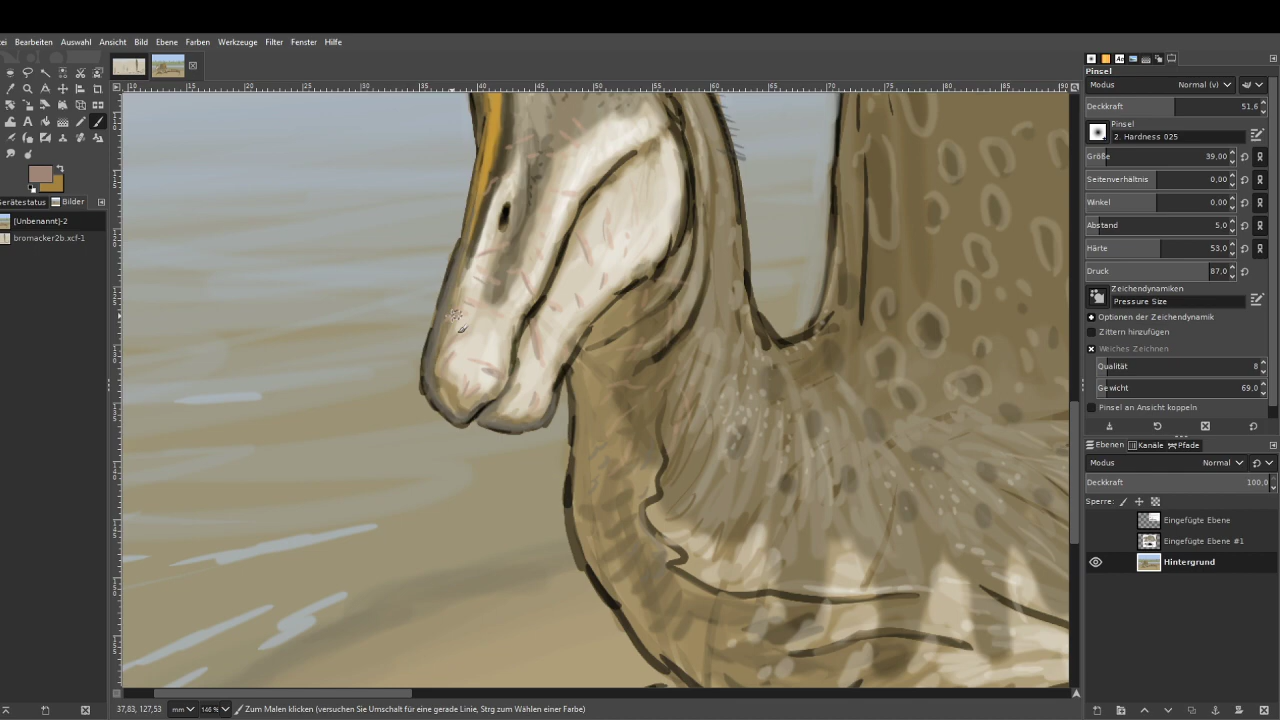 Bearbeiten Auswahl Ansicht Bild Ebene Farben Werkzeuge Filter Fenster Hilfe
Gerätestatus Bilder
[Unbenannt]-2
bromacker2b.xcf-1
Pinsel
Modus Normal (v)
Deckkraft 51,6
Pinsel
2. Hardness 025
Größe 39,00
Seitenverhältnis 0,00
Winkel 0,00
Abstand 5,0
Härte 53,0
Druck 87,0
Zeichendynamiken
Pressure Size
Optionen der Zeichendynamik
Zittern hinzufügen
Weiches Zeichnen
Qualität 8
Gewicht 69,0
Pinsel an Ansicht koppeln
Ebenen Kanäle Pfade
Modus Normal
Deckkraft 100,0
Sperre:
Eingefügte Ebene
Eingefügte Ebene #1
Hintergrund
37,83, 127,53 mm 146 % Zum Malen klicken (versuchen Sie Umschalt für eine gerade Linie, Strg zum Wählen einer Farbe)